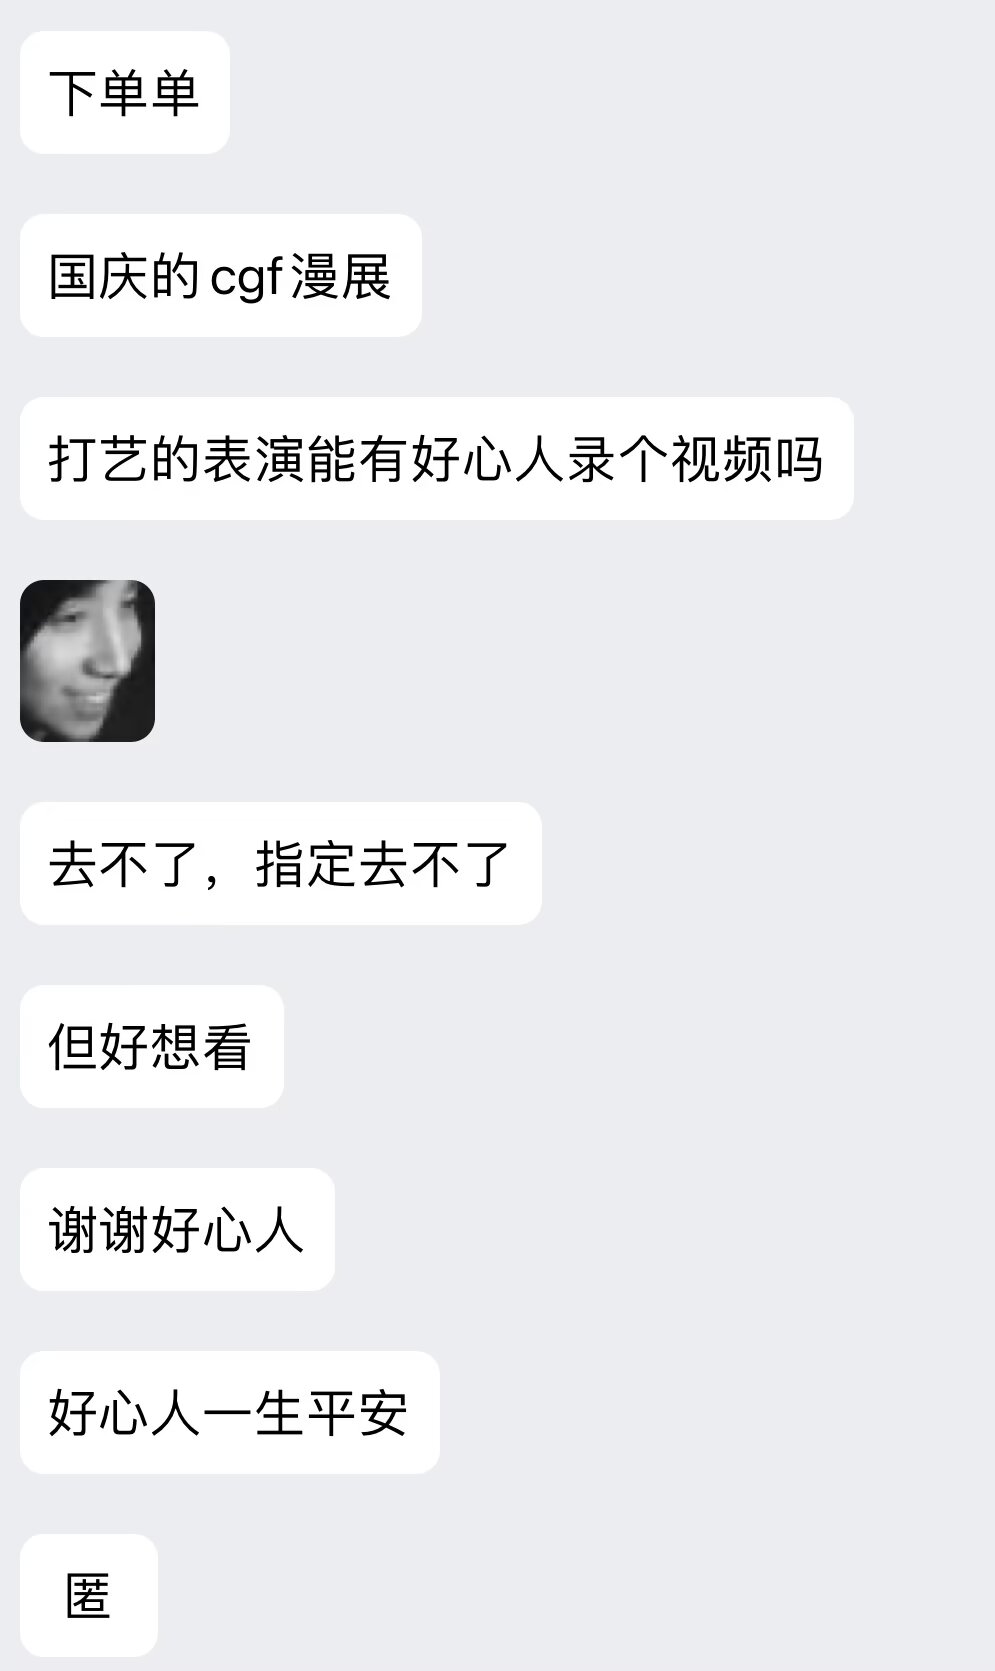 下单单
国庆的cgf漫展
打艺的表演能有好心人录个视频吗
去不了，指定去不了
但好想看
谢谢好心人
好心人一生平安
匿